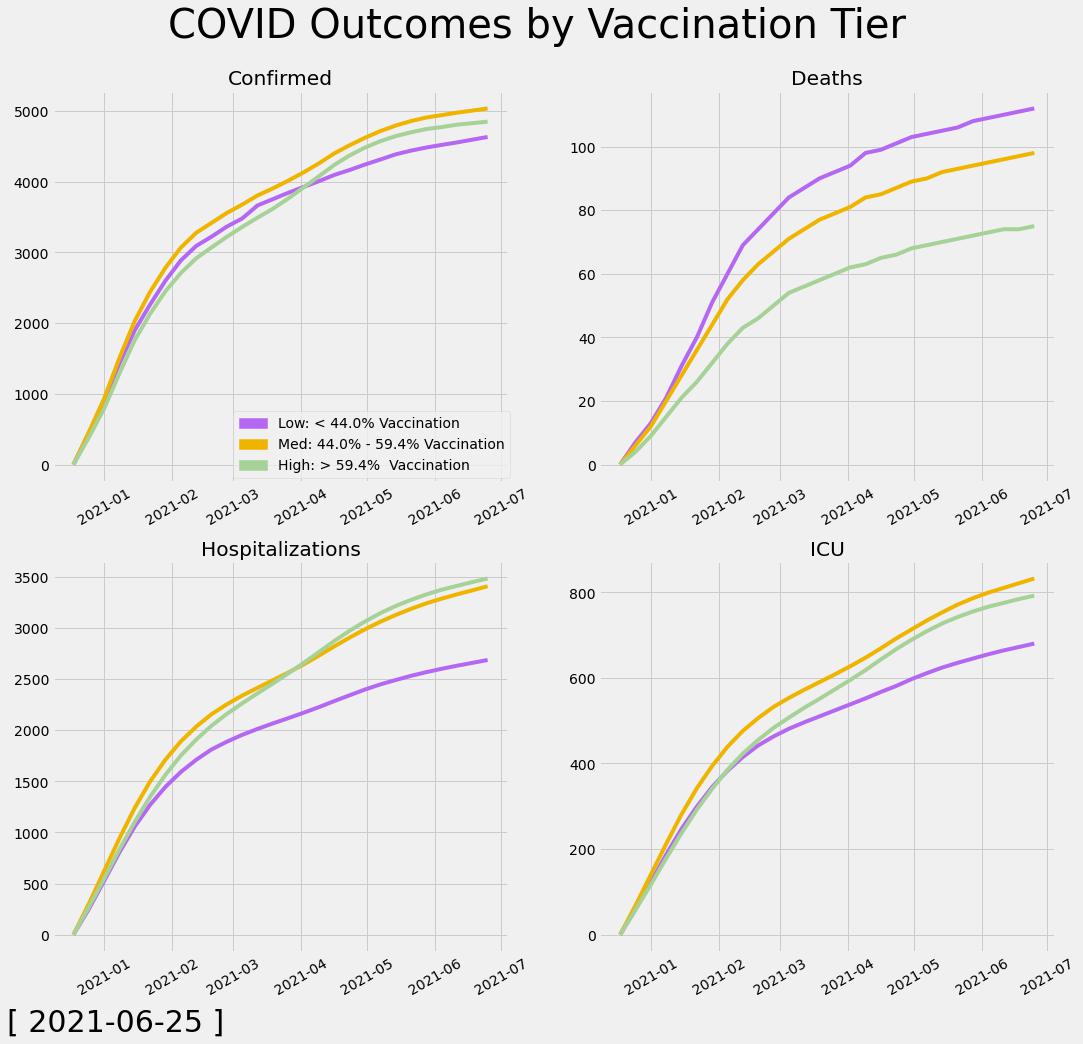 COVID Outcomes by Vaccination Tier
Confirmed
5000
4000
3000
2000
1000
0
Low: < 44.0% Vaccination
Med: 44.0% - 59.4% Vaccination
High: > 59.4%  Vaccination
2021-01 2021-02 2021-03 2021-04 2021-05 2021-06 2021-07
Deaths
100
80
60
40
20
0
2021-01 2021-02 2021-03 2021-04 2021-05 2021-06 2021-07
Hospitalizations
3500
3000
2500
2000
1500
1000
500
0
2021-01 2021-02 2021-03 2021-04 2021-05 2021-06 2021-07
ICU
800
600
400
200
0
2021-01 2021-02 2021-03 2021-04 2021-05 2021-06 2021-07
[ 2021-06-25 ]